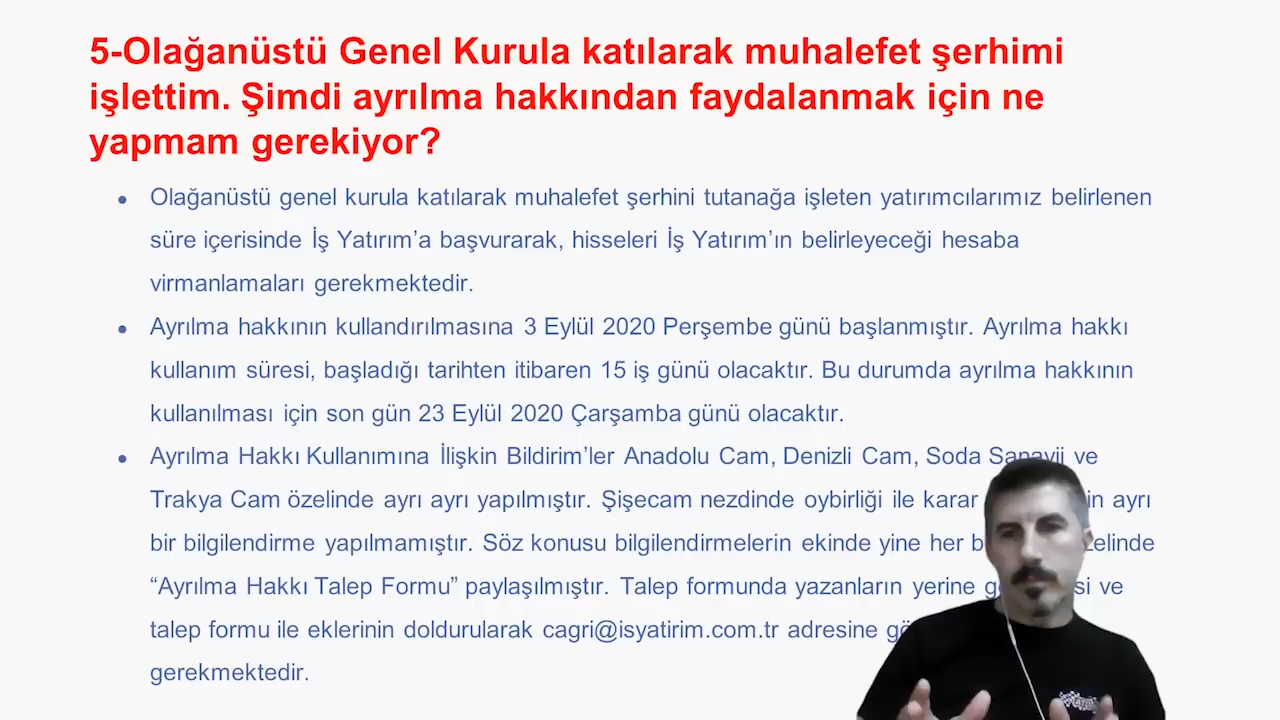 5-Olağanüstü Genel Kurula katılarak muhalefet şerhimi
işlettim. Şimdi ayrılma hakkından faydalanmak için ne
yapmam gerekiyor?
● Olağanüstü genel kurula katılarak muhalefet şerhini tutanağa işleten yatırımcılarımız belirlenen
süre içerisinde İş Yatırım’a başvurarak, hisseleri İş Yatırım’ın belirleyeceği hesaba
virmanlamaları gerekmektedir.
● Ayrılma hakkının kullandırılmasına 3 Eylül 2020 Perşembe günü başlanmıştır. Ayrılma hakkı
kullanım süresi, başladığı tarihten itibaren 15 iş günü olacaktır. Bu durumda ayrılma hakkının
kullanılması için son gün 23 Eylül 2020 Çarşamba günü olacaktır.
● Ayrılma Hakkı Kullanımına İlişkin Bildirim’ler Anadolu Cam, Denizli Cam, Soda Sanayii ve
Trakya Cam özelinde ayrı ayrı yapılmıştır. Şişecam nezdinde oybirliği ile karar ayrı
bir bilgilendirme yapılmamıştır. Söz konusu bilgilendirmelerin ekinde yine her
“Ayrılma Hakkı Talep Formu” paylaşılmıştır. Talep formunda yazanların yerine ve
talep formu ile eklerinin doldurularak cagri@isyatirim.com.tr adresine
gerekmektedir.